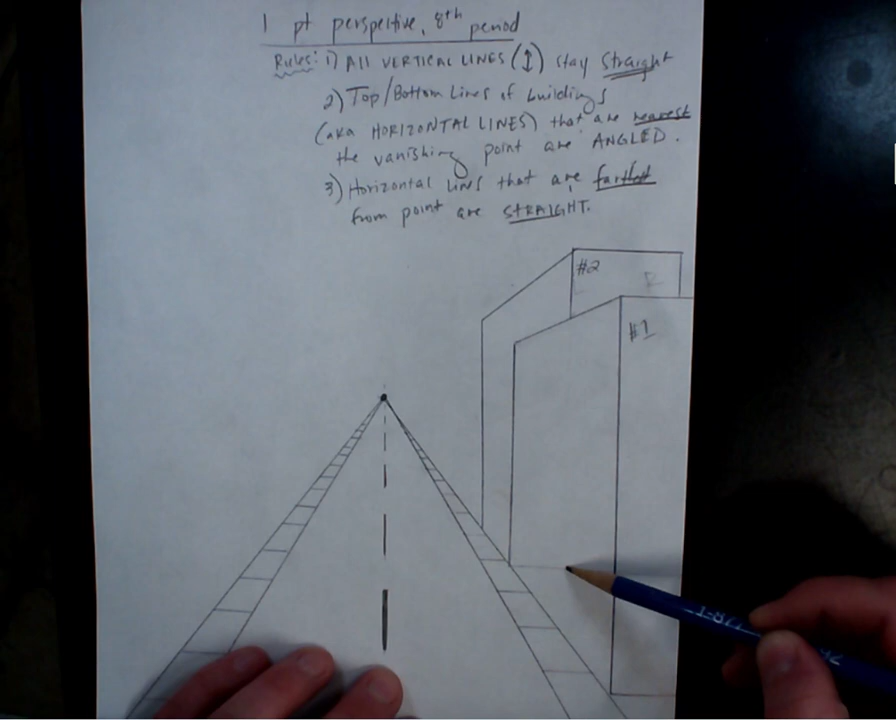 1 pt perspective, 8th period
Rules: 1) All VERTICAL LINES (↕) stay straight
2) Top/Bottom Lines of buildings
(aka HORIZONTAL LINES) that are nearest
the vanishing point are ANGLED.
3) Horizontal Lines that are farthest
from point are STRAIGHT.
#2
R
#1
1-877